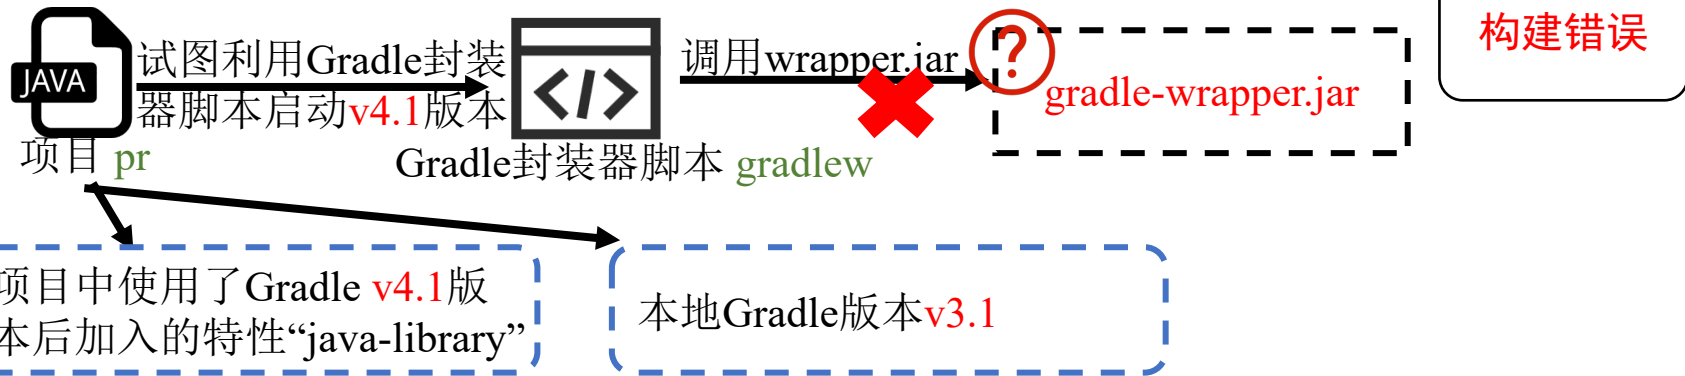 构建错误
JAVA
试图利用Gradle封装
器脚本启动v4.1版本
调用wrapper.jar
?
gradle-wrapper.jar
项目 pr
</>
Gradle封装器脚本 gradlew
项目中使用了Gradle v4.1版
本后加入的特性“java-library”
本地Gradle版本v3.1